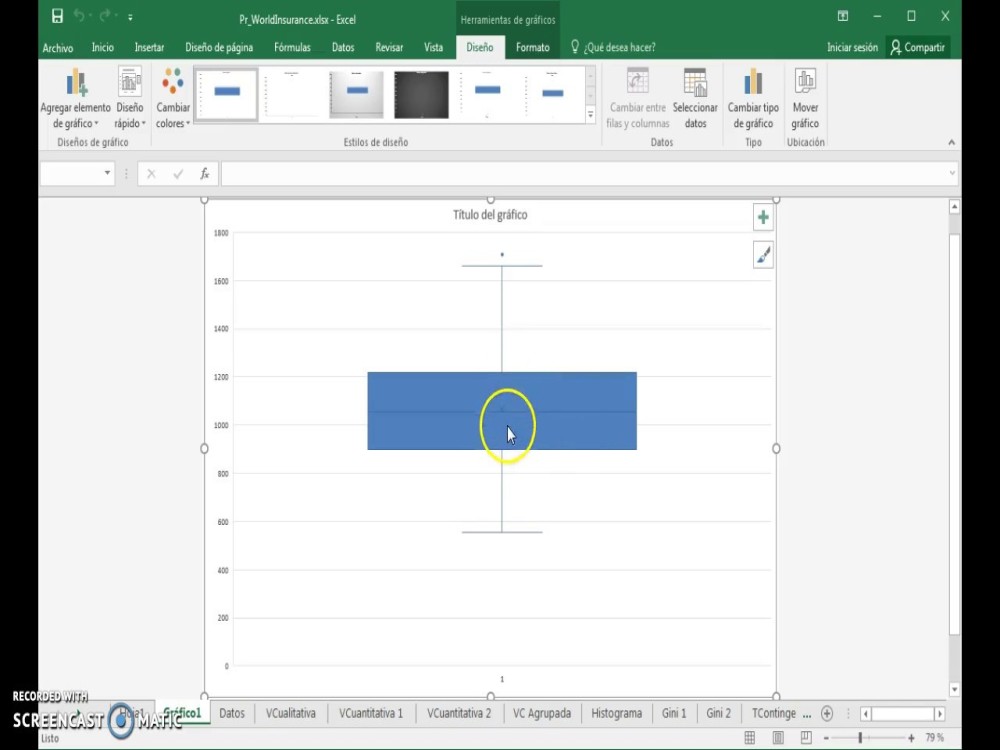 Pr_WorldInsurance.xlsx - Excel
Herramientas de gráficos
Archivo Inicio Insertar Diseño de página Fórmulas Datos Revisar Vista Diseño Formato ¿Qué desea hacer? Iniciar sesión Compartir
Agregar elemento de gráfico
Diseño rápido
Cambiar colores
Cambiar entre filas y columnas
Seleccionar datos
Cambiar tipo de gráfico
Mover gráfico
Diseños de gráfico Estilos de diseño Datos Tipo Ubicación
fx
Título del gráfico
1800
1600
1400
1200
1000
800
600
400
200
0
1
RECORDED WITH
SCREENCAST MATIC
Gráfico1 Datos VCualitativa VCuantitativa 1 VCuantitativa 2 VC Agrupada Histograma Gini 1 Gini 2 TContinge ...
Listo
79 %